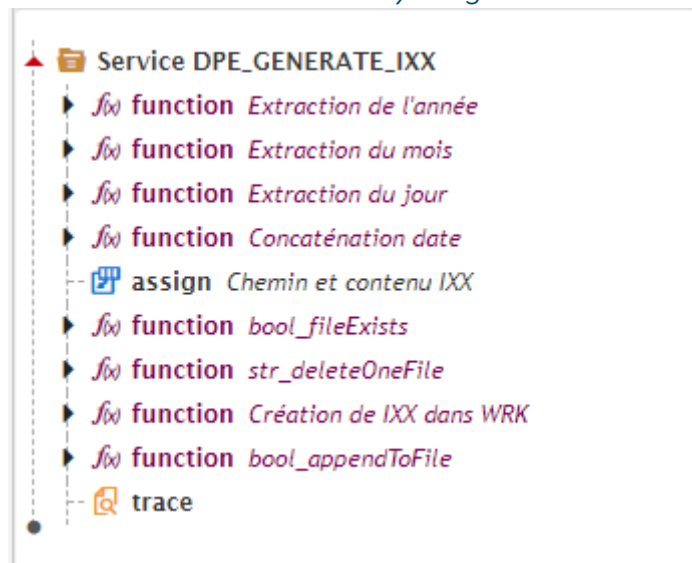 Service DPE_GENERATE_IXX
f(x) function Extraction de l'année
f(x) function Extraction du mois
f(x) function Extraction du jour
f(x) function Concaténation date
assign Chemin et contenu IXX
f(x) function bool_fileExists
f(x) function str_deleteOneFile
f(x) function Création de IXX dans WRK
f(x) function bool_appendToFile
trace